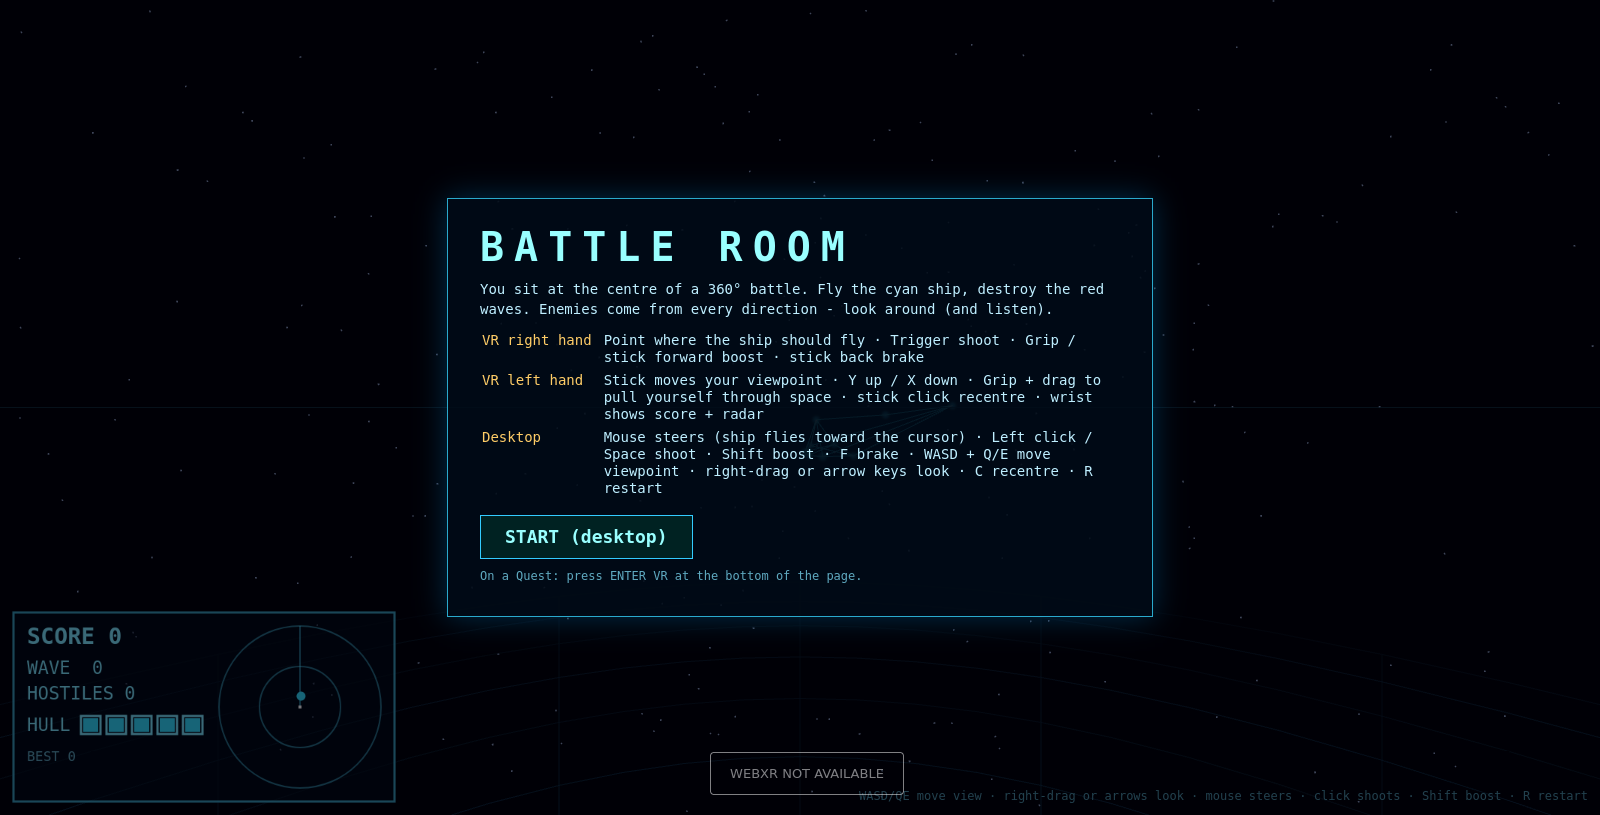 BATTLE ROOM
You sit at the centre of a 360° battle. Fly the cyan ship, destroy the red
waves. Enemies come from every direction - look around (and listen).
VR right hand Point where the ship should fly · Trigger shoot · Grip /
stick forward boost · stick back brake
VR left hand Stick moves your viewpoint · Y up / X down · Grip + drag to
pull yourself through space · stick click recentre · wrist
shows score + radar
Desktop Mouse steers (ship flies toward the cursor) · Left click /
Space shoot · Shift boost · F brake · WASD + Q/E move
viewpoint · right-drag or arrow keys look · C recentre · R
restart
START (desktop)
On a Quest: press ENTER VR at the bottom of the page.
SCORE 0
WAVE 0
HOSTILES 0
HULL
BEST 0
WEBXR NOT AVAILABLE
WASD/QE move view · right-drag or arrows look · mouse steers · click shoots · Shift boost · R restart